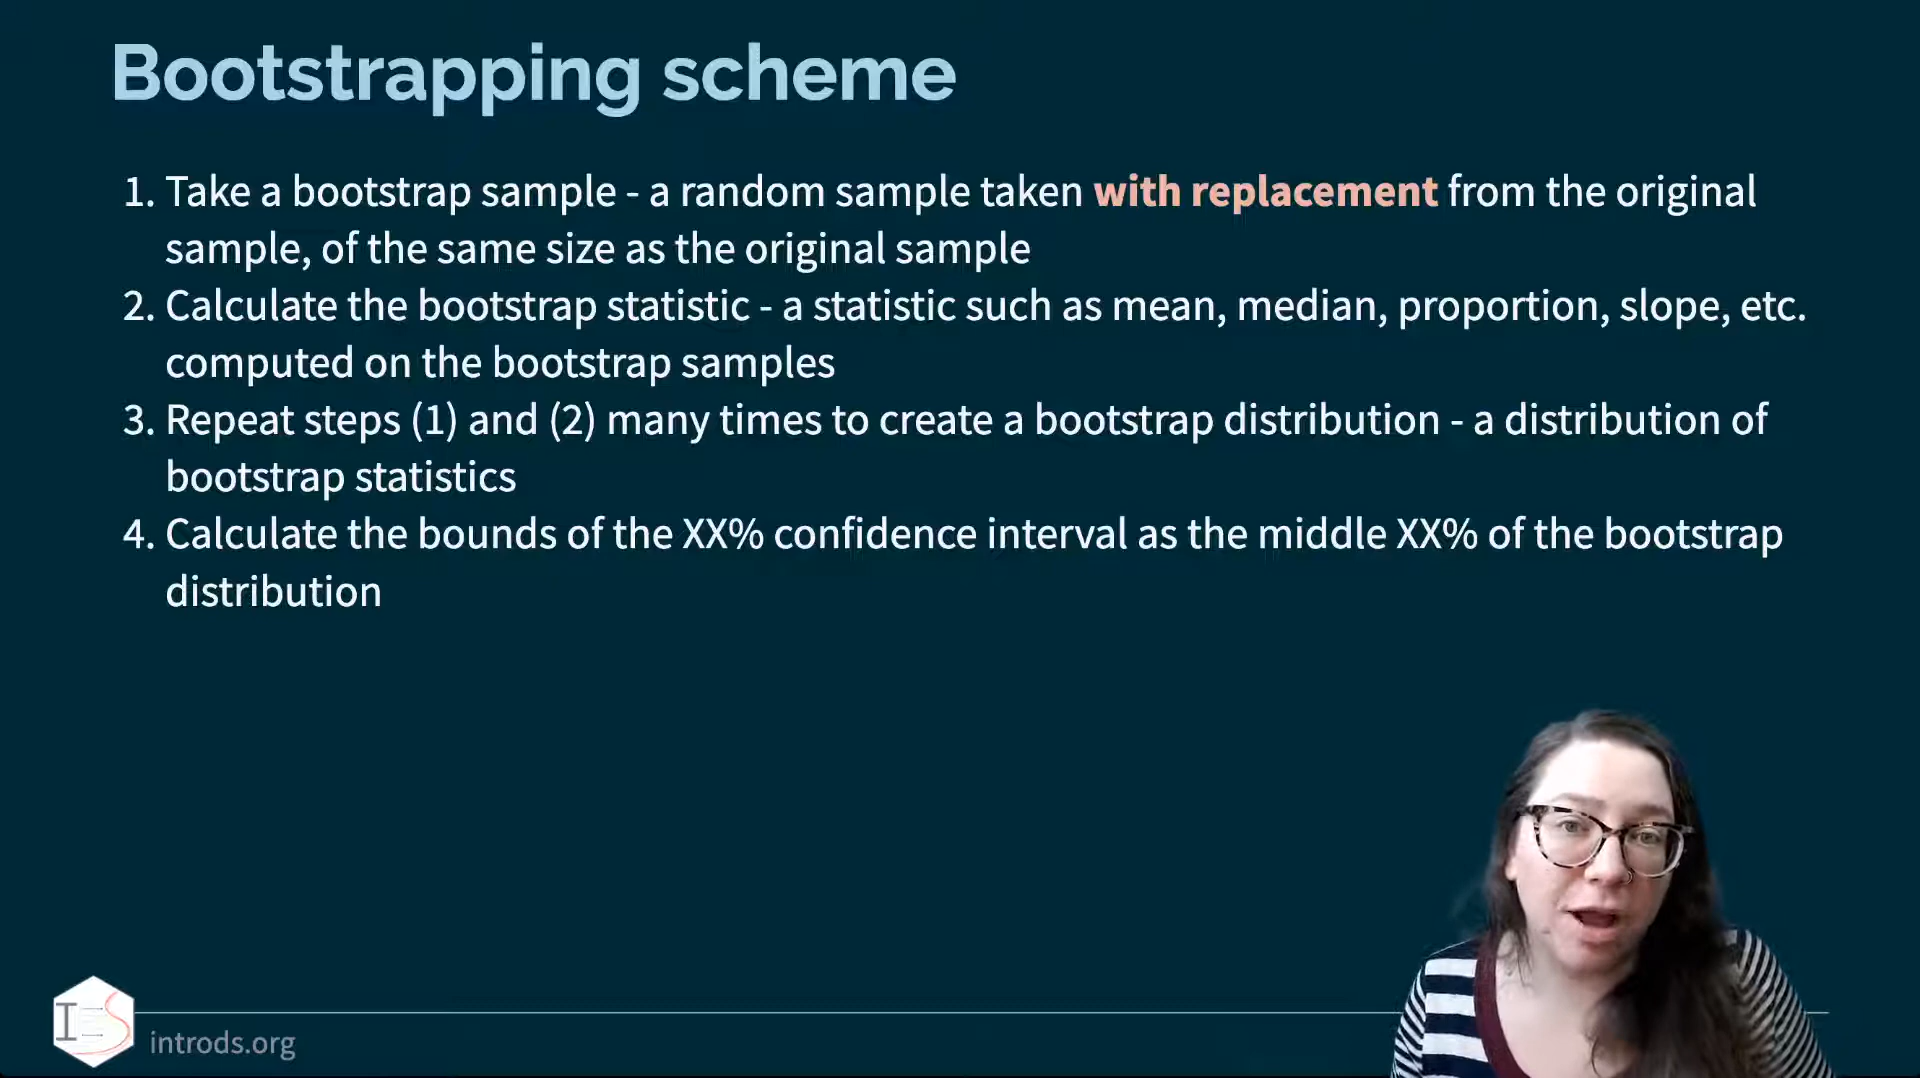 Bootstrapping scheme
1. Take a bootstrap sample - a random sample taken with replacement from the original
sample, of the same size as the original sample
2. Calculate the bootstrap statistic - a statistic such as mean, median, proportion, slope, etc.
computed on the bootstrap samples
3. Repeat steps (1) and (2) many times to create a bootstrap distribution - a distribution of
bootstrap statistics
4. Calculate the bounds of the XX% confidence interval as the middle XX% of the bootstrap
distribution
IDS
introds.org